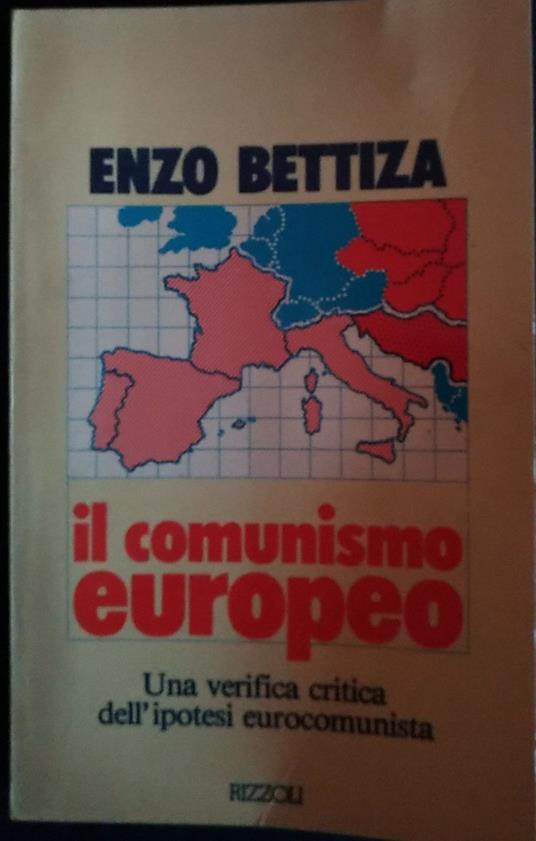 ENZO BETTIZA
il comunismo
europeo
Una verifica critica
dell'ipotesi eurocomunista
RIZZOLI